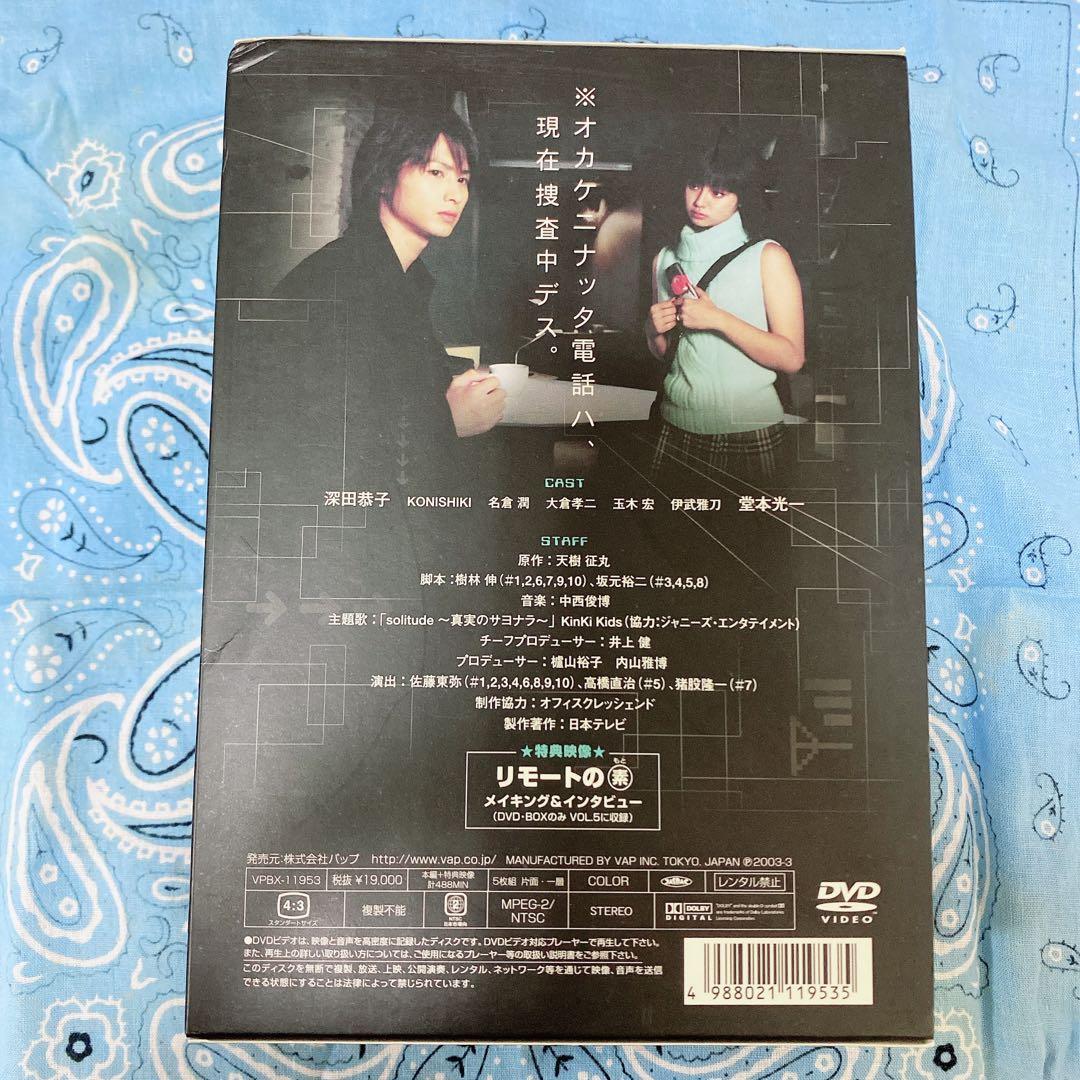 ※オカケニナッタ電話ハ、
現在捜査中デス。
CAST
深田恭子 KONISHIKI 名倉 潤 大倉孝二 玉木 宏 伊武雅刀 堂本光一
STAFF
原作:天樹 征丸
脚本:樹林 伸(#1,2,6,7,9,10)、坂元裕二(#3,4,5,8)
音楽:中西俊博
主題歌:「solitude ~真実のサヨナラ~」KinKi Kids(協力:ジャニーズ・エンタテイメント)
チーフプロデューサー:井上 健
プロデューサー:櫨山裕子 内山雅博
演出:佐藤東弥(#1,2,3,4,6,8,9,10)、高橋直治(#5)、猪股隆一(#7)
制作協力:オフィスクレッシェンド
製作著作:日本テレビ
★特典映像★
もと
リモートの素
メイキング&インタビュー
(DVD・BOXのみ VOL.5に収録)
発売元:株式会社バップ http://www.vap.co.jp/ MANUFACTURED BY VAP INC. TOKYO. JAPAN ℗2003-3
VPBX-11953 税抜 ¥19,000 本編+特典映像 計488MIN 5枚組 片面・一層 COLOR レンタル禁止
4:3 スタンダードサイズ 複製不能 2 NTSC 日本市場向 MPEG-2/NTSC STEREO DOLBY DIGITAL
DVD VIDEO
●DVDビデオは、映像と音声を高密度に記録したディスクです。DVDビデオ対応プレーヤーで再生して下さい。
また、再生上の詳しい取り扱い方については、ご使用になるプレーヤー等の取扱い説明書をご参照下さい。
このディスクを無断で複製、放送、上映、公開演奏、レンタル、ネットワーク等を通じて映像、音声を送信
できる状態にすることは法律によって禁じられています。
4 988021 119535